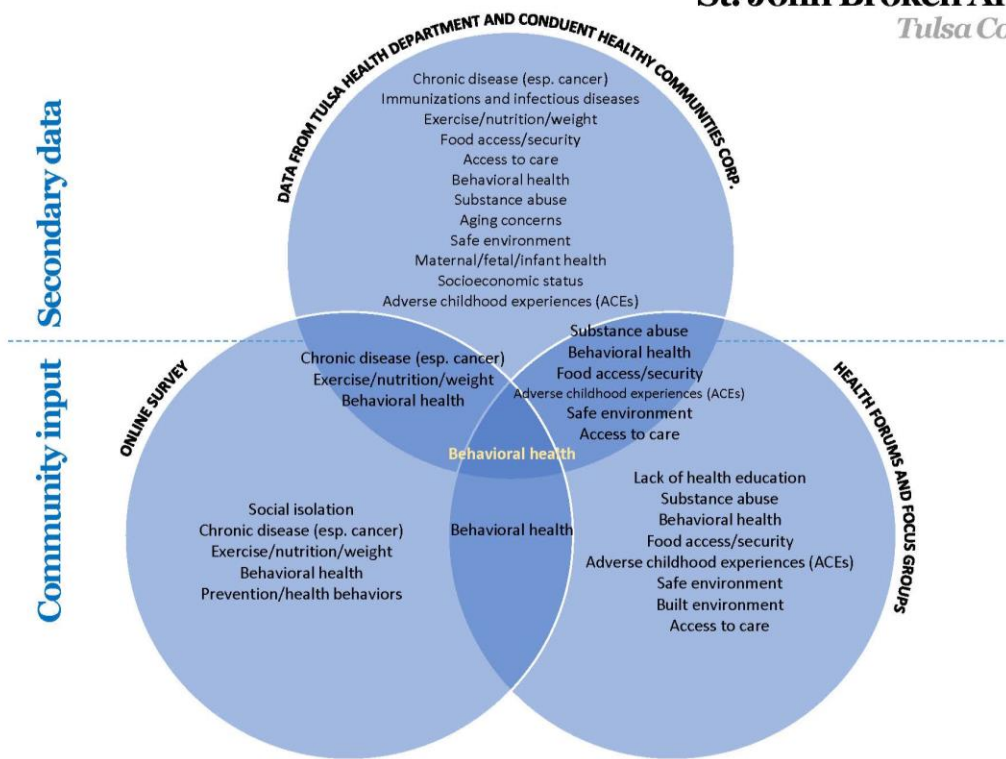 St. John Broken
Tulsa
DATA FROM TULSA HEALTH DEPARTMENT AND CONDUENT HEALTHY COMMUNITIES CORP.
Secondary data
Chronic disease (esp. cancer)
Immunizations and infectious diseases
Exercise/nutrition/weight
Food access/security
Access to care
Behavioral health
Substance abuse
Aging concerns
Safe environment
Maternal/fetal/infant health
Socioeconomic status
Adverse childhood experiences (ACEs)
Community input
ONLINE SURVEY
Chronic disease (esp. cancer)
Exercise/nutrition/weight
Behavioral health
Substance abuse
Behavioral health
Food access/security
Adverse childhood experiences (ACEs)
Safe environment
Access to care
HEALTH FORUMS AND FOCUS GROUPS
Behavioral health
Behavioral health
Social isolation
Chronic disease (esp. cancer)
Exercise/nutrition/weight
Behavioral health
Prevention/health behaviors
Lack of health education
Substance abuse
Behavioral health
Food access/security
Adverse childhood experiences (ACEs)
Safe environment
Built environment
Access to care